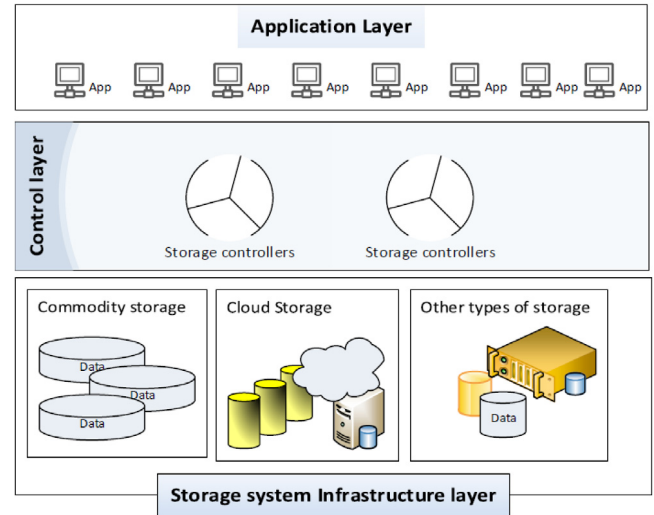 Application Layer
App App App App App App App App
Control layer
Storage controllers Storage controllers
Commodity storage Cloud Storage Other types of storage
Data
Data
Data
Data
Storage system Infrastructure layer